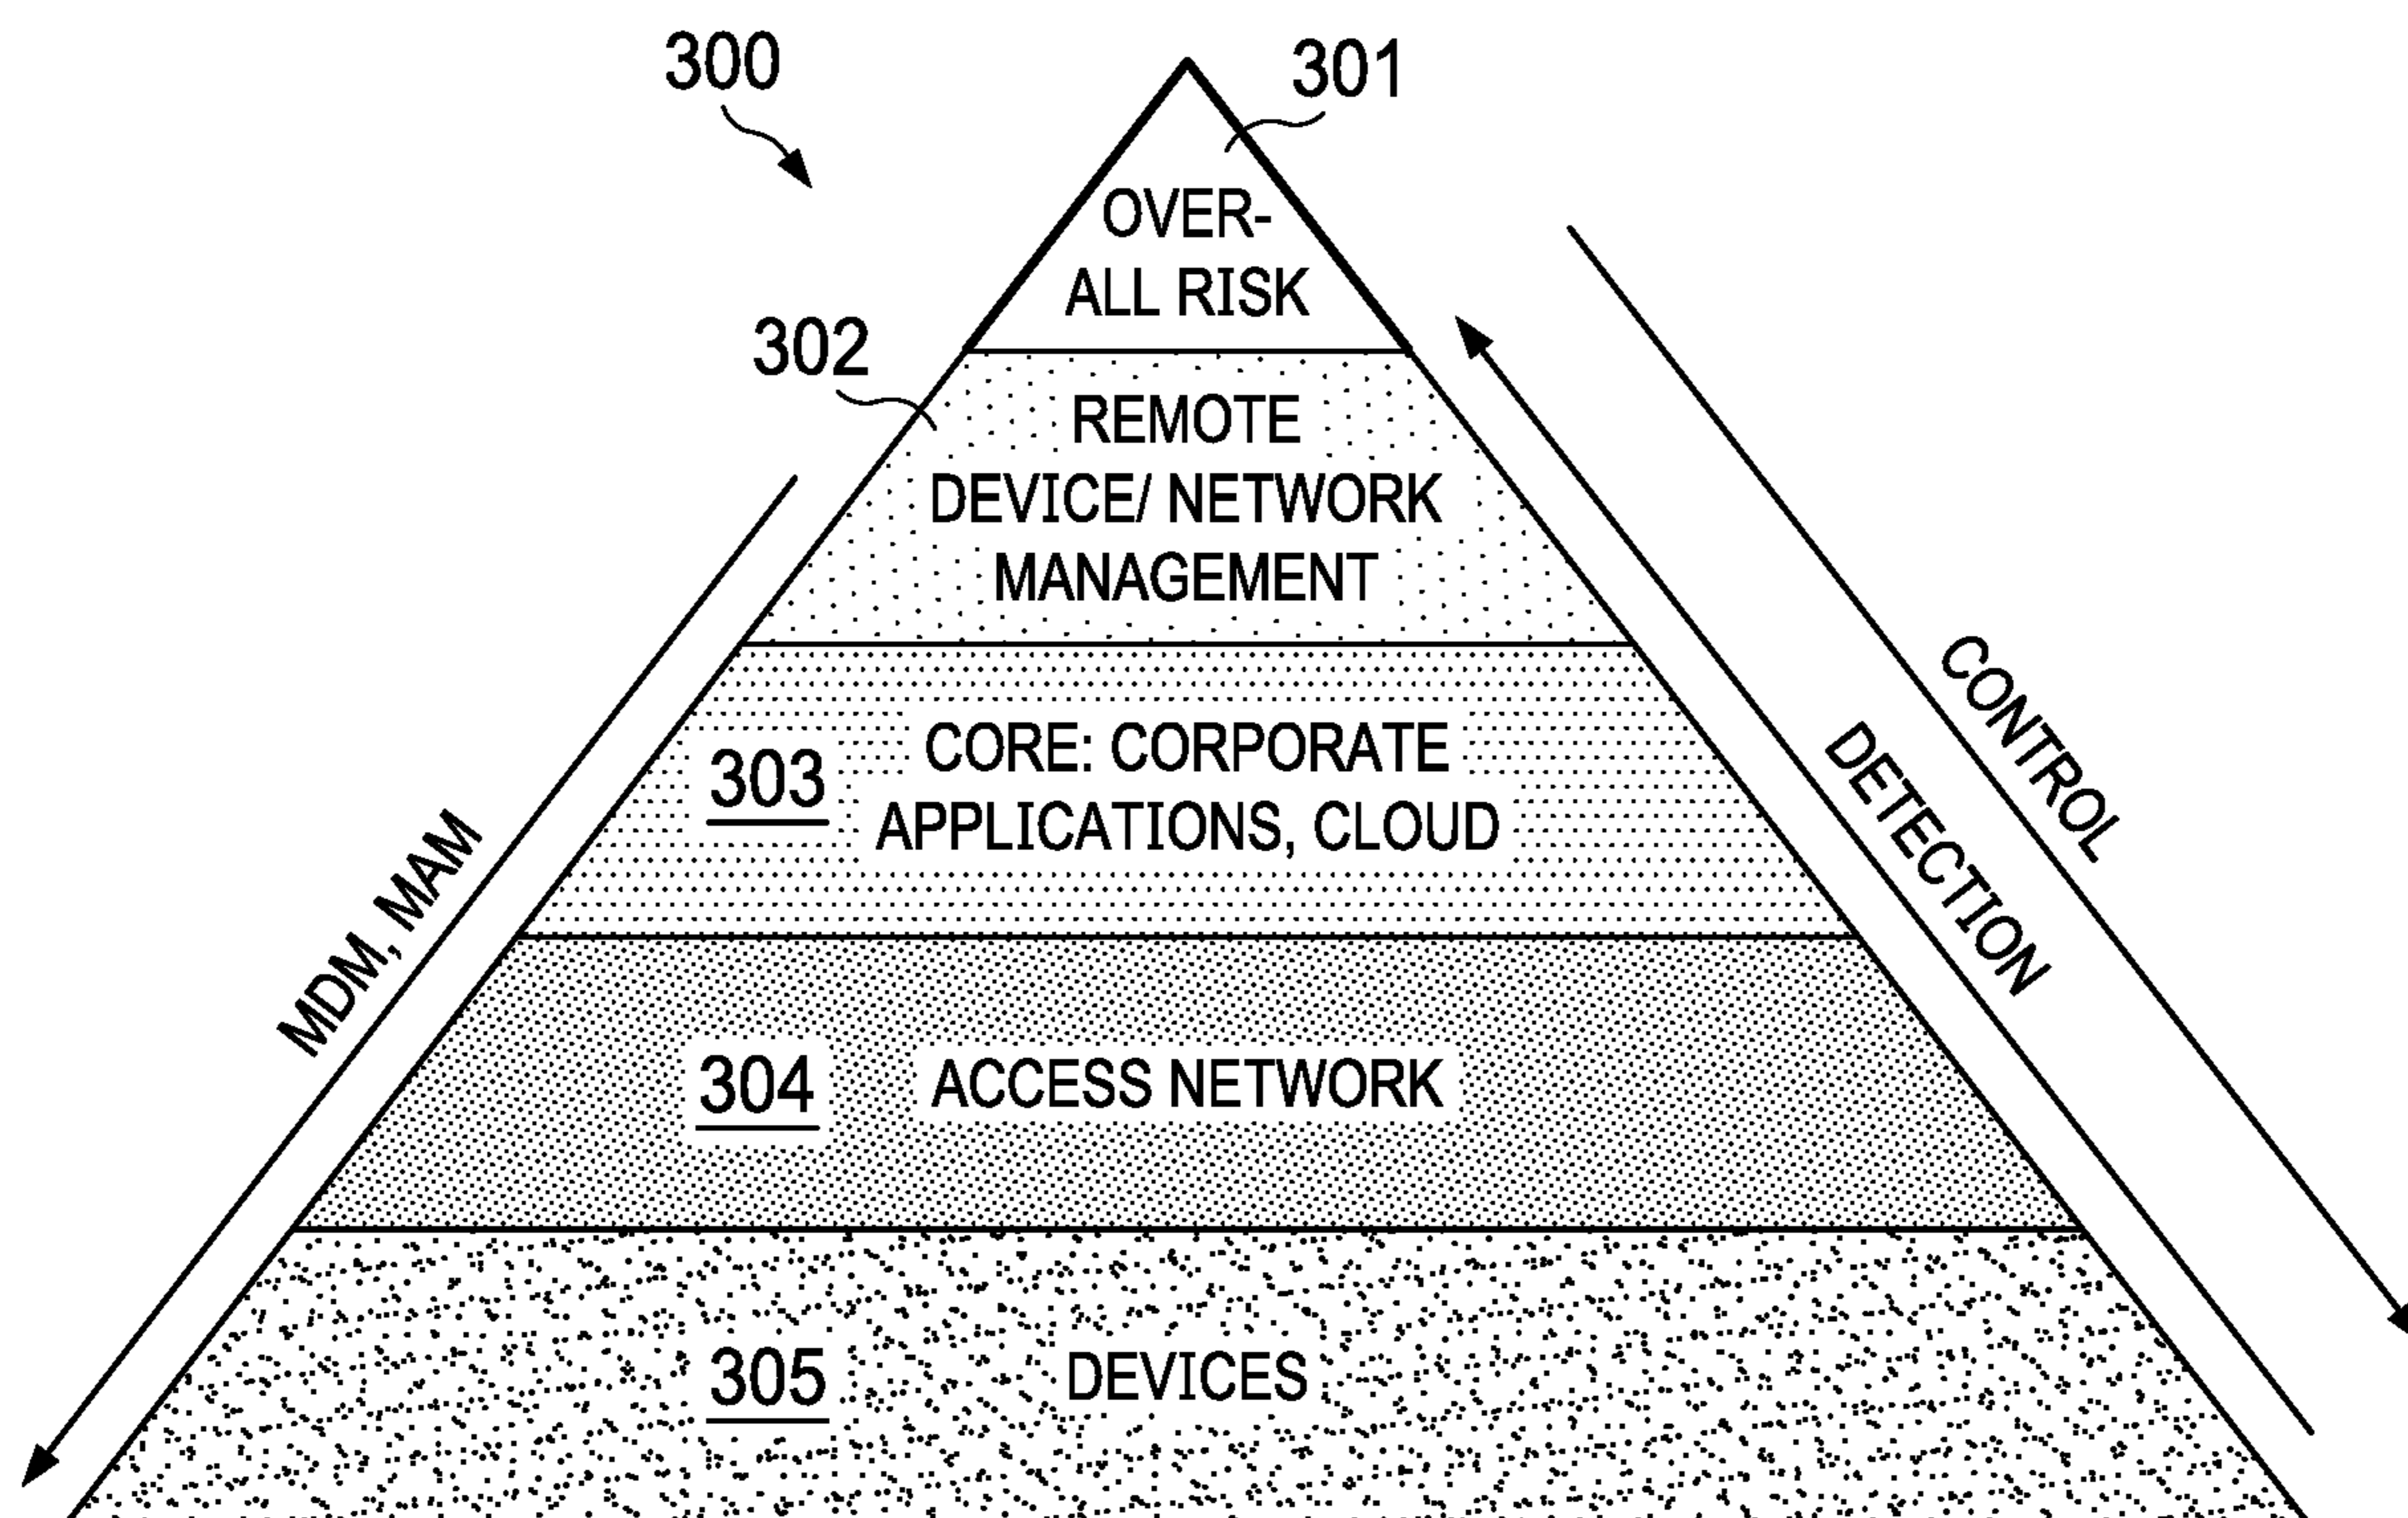 300
301
OVER-
ALL RISK
302
REMOTE
DEVICE/ NETWORK
MANAGEMENT
303
CORE: CORPORATE
APPLICATIONS, CLOUD
304
ACCESS NETWORK
305
DEVICES
MDM, MAM
DETECTION
CONTROL